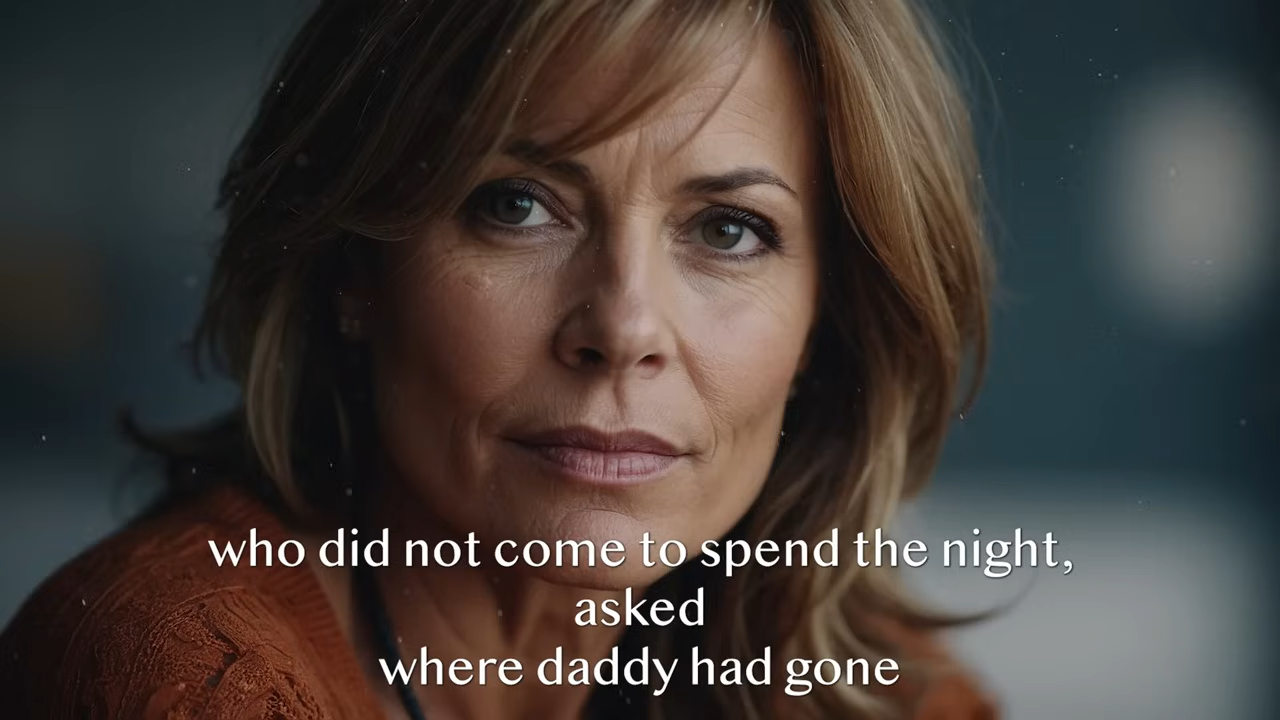 who did not come to spend the night,
asked
where daddy had gone